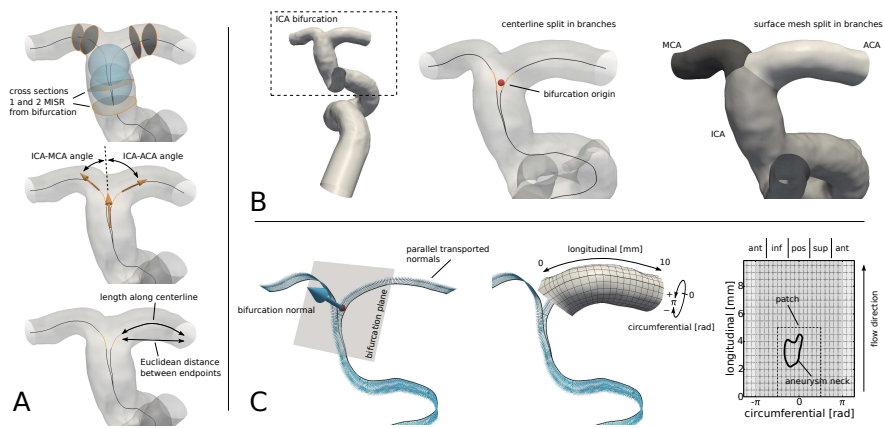 cross sections
1 and 2 MISR
from bifurcation
ICA-MCA angle
ICA-ACA angle
length along centerline
Euclidean distance
between endpoints
A
ICA bifurcation
B
centerline split in branches
bifurcation origin
surface mesh split in branches
MCA
ACA
ICA
C
bifurcation normal
bifurcation plane
parallel transported
normals
longitudinal [mm]
0
10
+
π
−
0
circumferential [rad]
ant
inf
pos
sup
ant
longitudinal [mm]
8
6
4
2
0
patch
aneurysm neck
-π
0
π
circumferential [rad]
flow direction